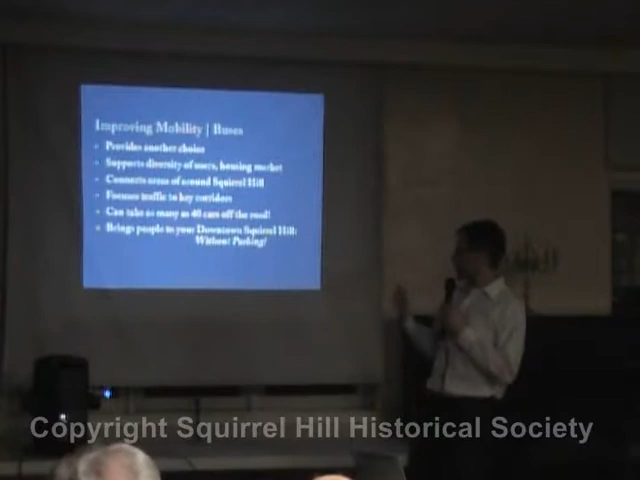 Improving Mobility | Buses
- Provides another choice
- Supports diversity of users, housing market
- Connects areas of around Squirrel Hill
- Focuses traffic to key corridors
- Can take as many as 40 cars off the road!
- Brings people to your Downtown Squirrel Hill:
Without Parking!
Copyright Squirrel Hill Historical Society